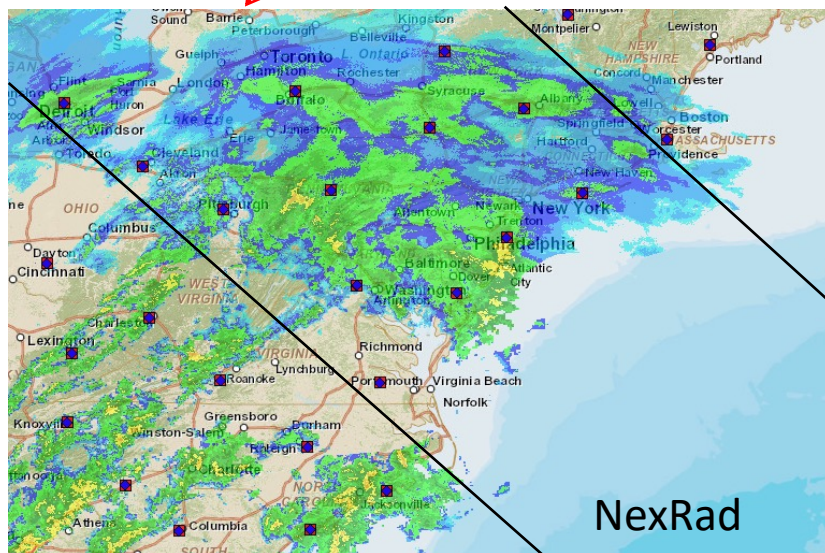 Sound
Barrie
Peterborough
Kingston
Belleville
Montpelier
Lewiston
Portland
NEW
HAMPSHIRE
Guelph
Toronto
L. Ontario
Hamilton
Rochester
Syracuse
Concord
Manchester
Flint
Sarnia
London
Port
Huron
Buffalo
Albany
Lowell
Detroit
Windsor
Boston
Worcester
MASSACHUSETTS
Lake Erie
Jamestown
Springfield
Hartford
Providence
Toledo
Cleveland
Erie
Akron
New Haven
OHIO
Pittsburgh
Allentown
Newark
New York
Trenton
Columbus
Philadelphia
Dayton
Cincinnati
Baltimore
Dover
Atlantic
City
WEST
VIRGINIA
Washington
Arlington
Charleston
Lexington
Richmond
VIRGINIA
Lynchburg
Roanoke
Portsmouth
Virginia Beach
Norfolk
Knoxville
Greensboro
Winston-Salem
Durham
Raleigh
Charlotte
NORTH
CAROLINA
Jacksonville
Athens
Columbia
SOUTH
NexRad